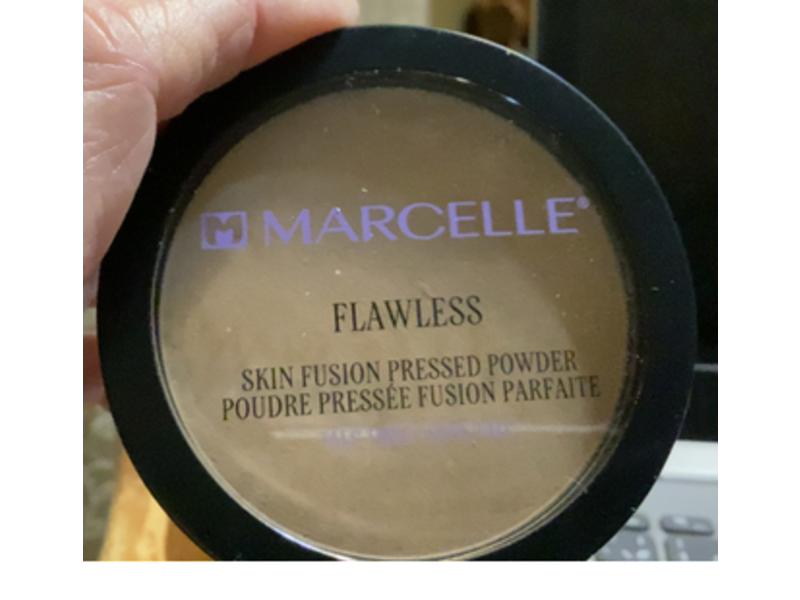 M MARCELLE®
FLAWLESS
SKIN FUSION PRESSED POWDER
POUDRE PRESSÉE FUSION PARFAITE